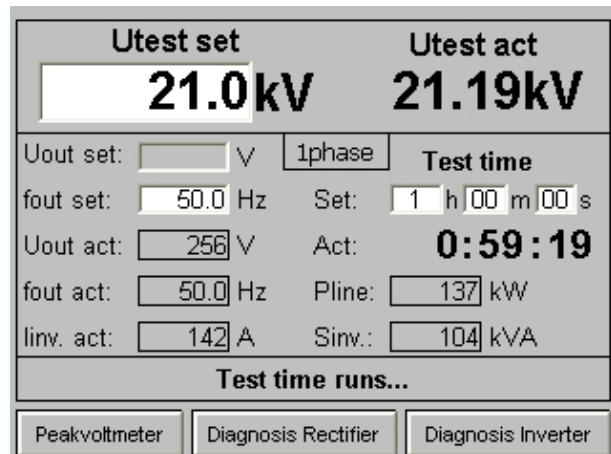 Utest set Utest act
21.0 kV 21.19kV
Uout set: V 1phase Test time
fout set: 50.0 Hz Set: 1 h 00 m 00 s
Uout act: 256 V Act: 0:59:19
fout act: 50.0 Hz Pline: 137 kW
Iinv. act: 142 A Sinv.: 104 kVA
Test time runs...
Peakvoltmeter Diagnosis Rectifier Diagnosis Inverter